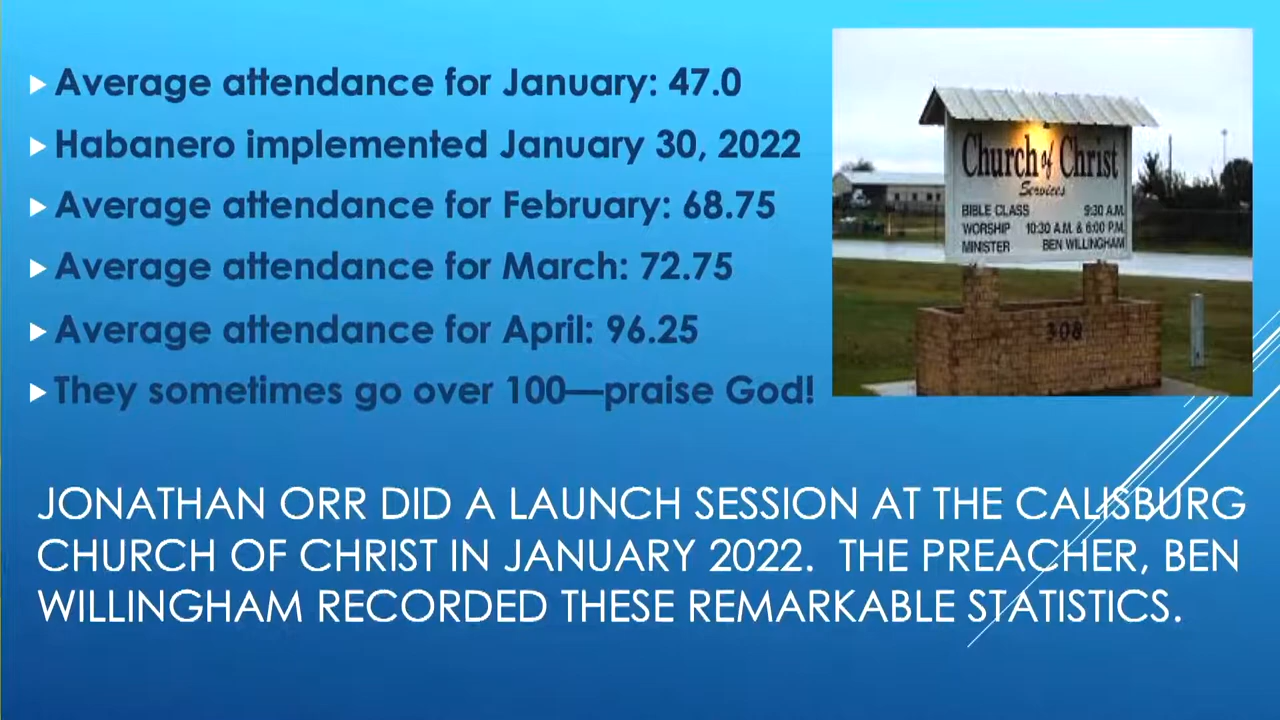 Average attendance for January: 47.0
Habanero implemented January 30, 2022
Average attendance for February: 68.75
Average attendance for March: 72.75
Average attendance for April: 96.25
They sometimes go over 100—praise God!
Church of Christ
Services
BIBLE CLASS 9:30 A.M.
WORSHIP 10:30 A.M. & 6:00 P.M.
MINISTER BEN WILLINGHAM
308
JONATHAN ORR DID A LAUNCH SESSION AT THE CALISBURG
CHURCH OF CHRIST IN JANUARY 2022. THE PREACHER, BEN
WILLINGHAM RECORDED THESE REMARKABLE STATISTICS.